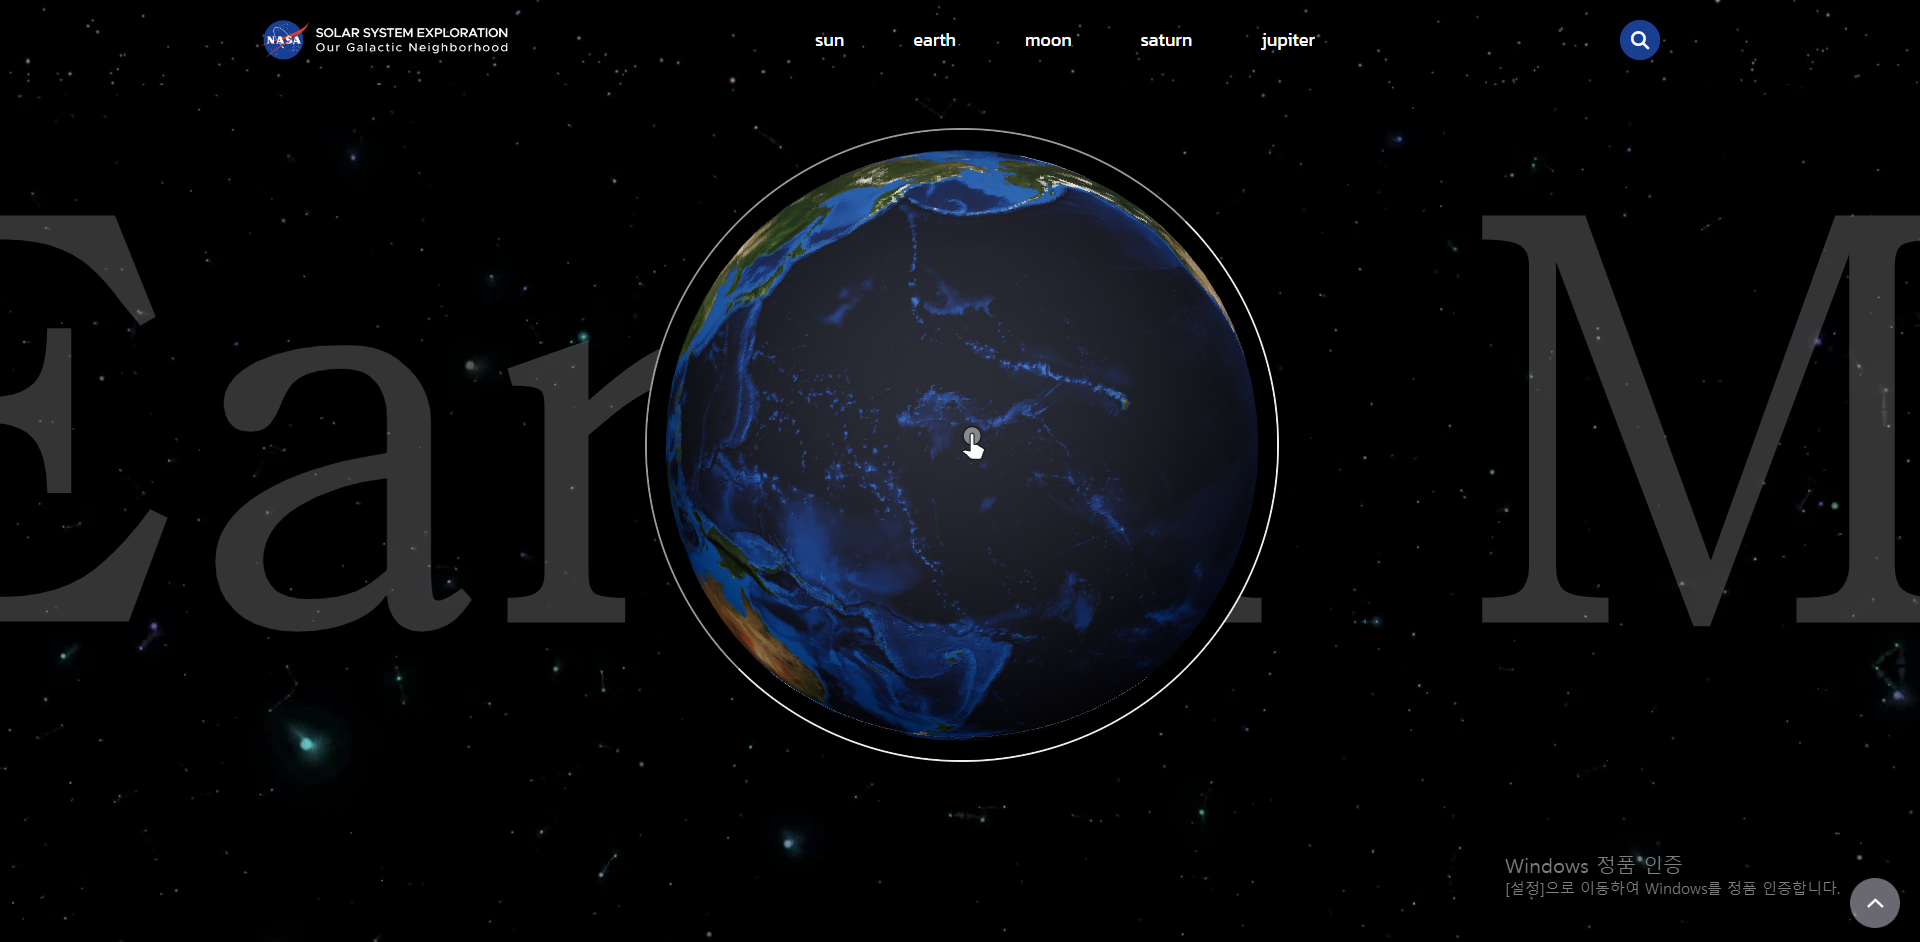 NASA
SOLAR SYSTEM EXPLORATION
Our Galactic Neighborhood
sun
earth
moon
saturn
jupiter
Ear
M
Windows 정품 인증
[설정]으로 이동하여 Windows를 정품 인증합니다.